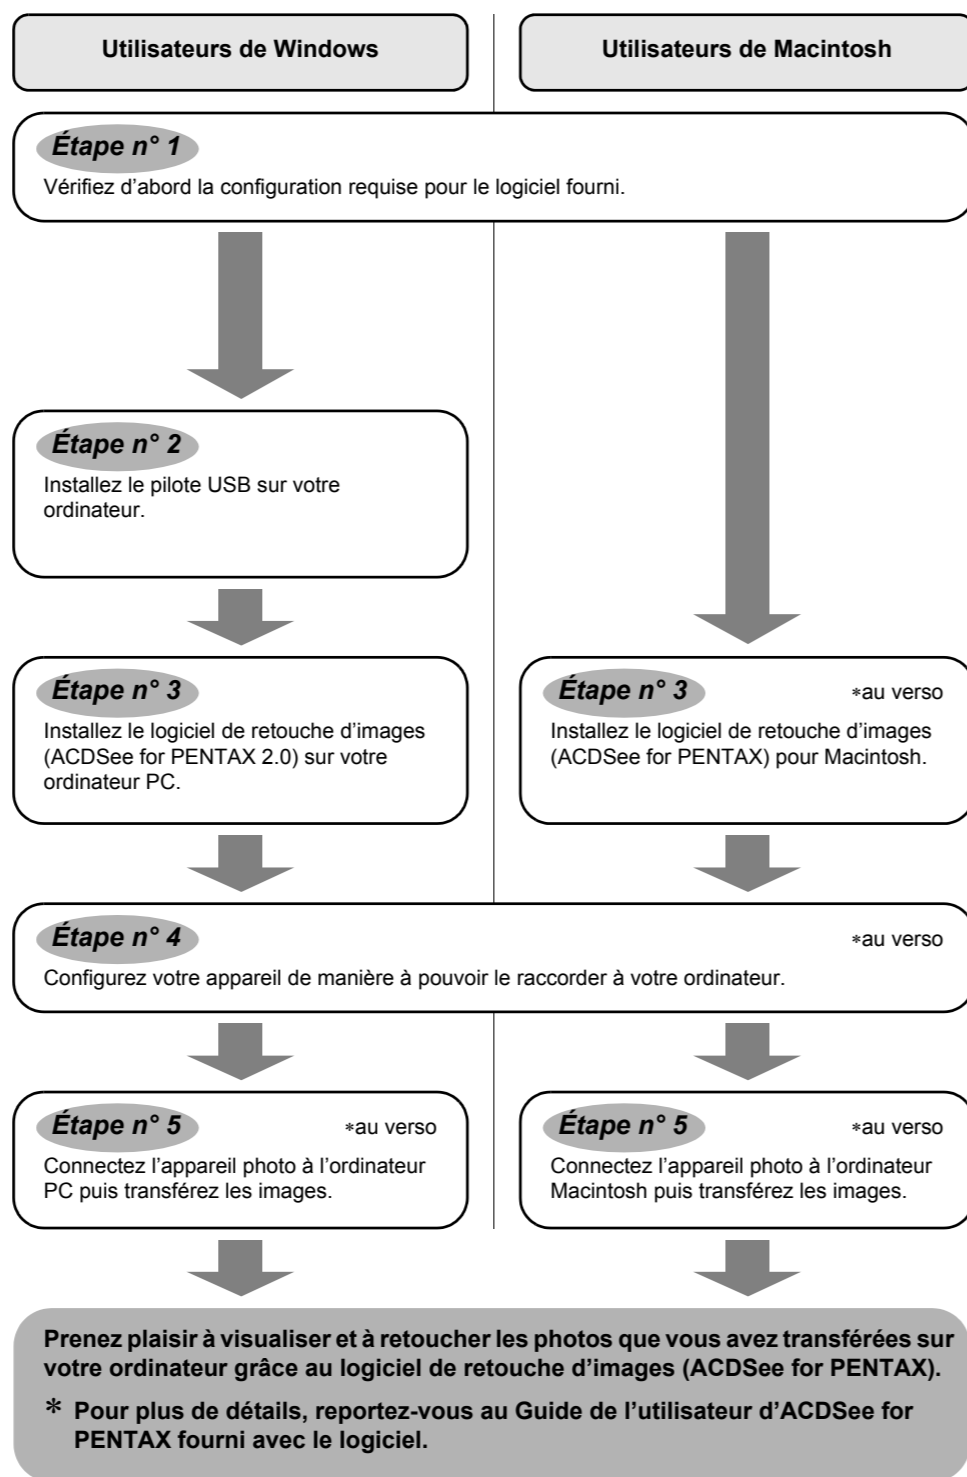 Utilisateurs de Windows
Utilisateurs de Macintosh
Étape n° 1
Vérifiez d’abord la configuration requise pour le logiciel fourni.
Étape n° 2
Installez le pilote USB sur votre
ordinateur.
Étape n° 3
Installez le logiciel de retouche d’images
(ACDSee for PENTAX 2.0) sur votre
ordinateur PC.
Étape n° 3
*au verso
Installez le logiciel de retouche d’images
(ACDSee for PENTAX) pour Macintosh.
Étape n° 4
*au verso
Configurez votre appareil de manière à pouvoir le raccorder à votre ordinateur.
Étape n° 5
*au verso
Connectez l’appareil photo à l’ordinateur
PC puis transférez les images.
Étape n° 5
*au verso
Connectez l’appareil photo à l’ordinateur
Macintosh puis transférez les images.
Prenez plaisir à visualiser et à retoucher les photos que vous avez transférées sur
votre ordinateur grâce au logiciel de retouche d’images (ACDSee for PENTAX).
* Pour plus de détails, reportez-vous au Guide de l’utilisateur d’ACDSee for
PENTAX fourni avec le logiciel.